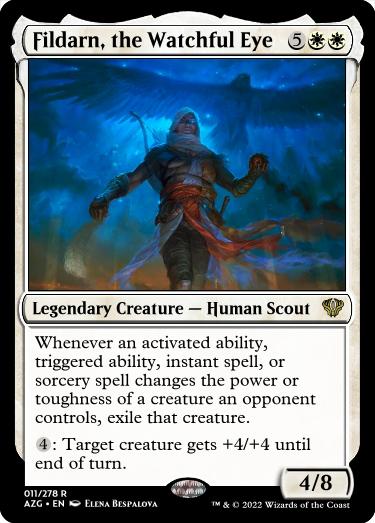 Fildarn, the Watchful Eye 5
Legendary Creature — Human Scout
Whenever an activated ability,
triggered ability, instant spell, or
sorcery spell changes the power or
toughness of a creature an opponent
controls, exile that creature.
4: Target creature gets +4/+4 until
end of turn.
4/8
011/278 R
AZG • EN Elena Bespalova
™ & © 2022 Wizards of the Coast